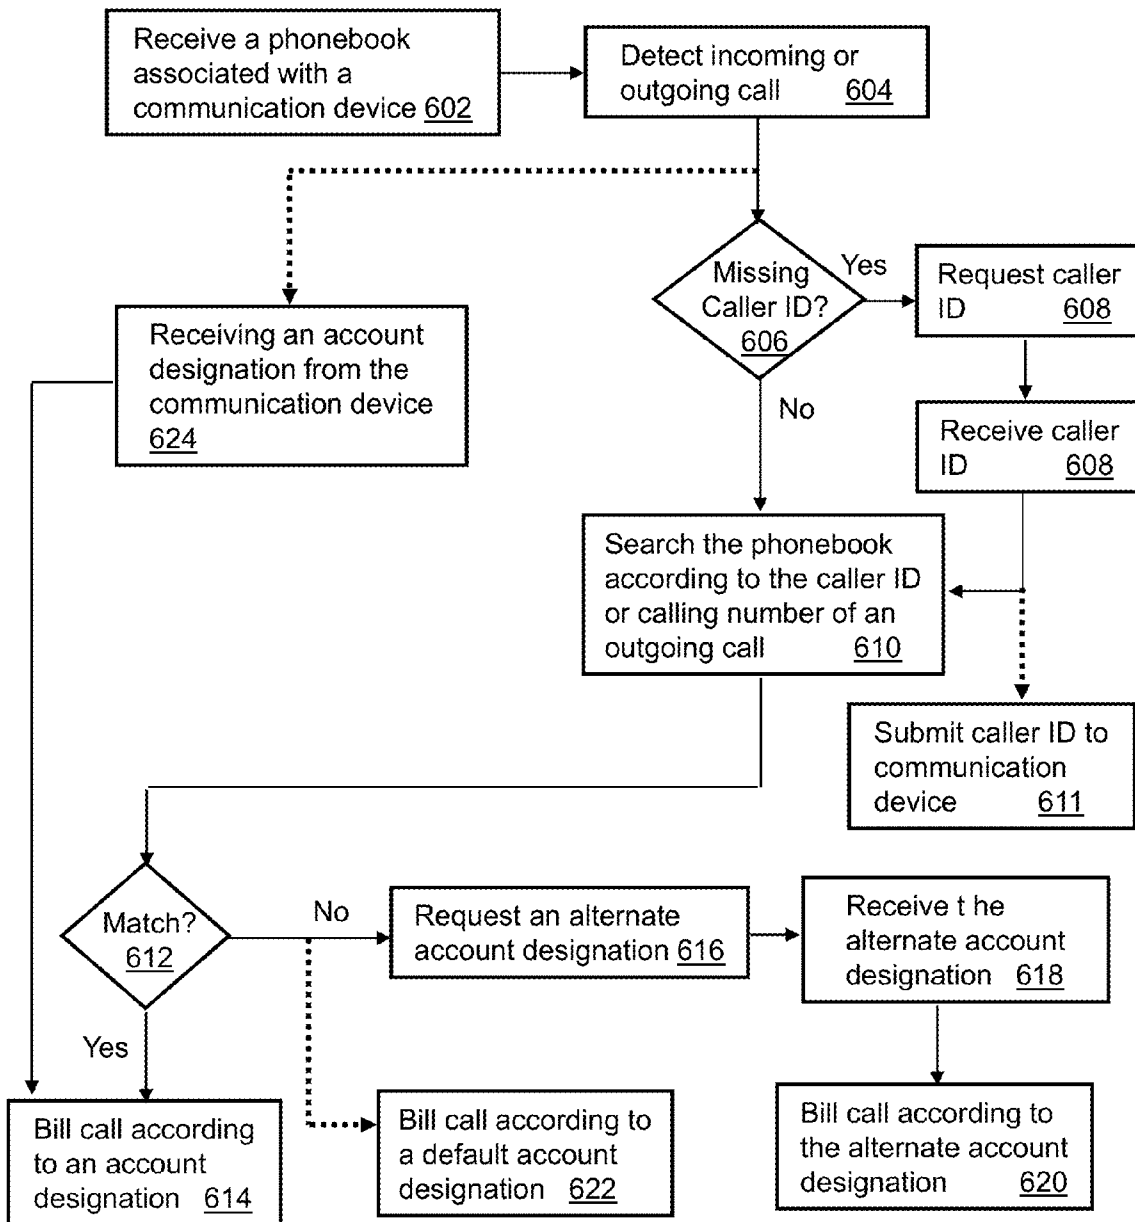 Receive a phonebook
associated with a
communication device 602
Detect incoming or
outgoing call 604
Missing
Caller ID?
606
Yes
No
Request caller
ID 608
Receive caller
ID 608
Receiving an account
designation from the
communication device
624
Search the phonebook
according to the caller ID
or calling number of an
outgoing call 610
Submit caller ID to
communication
device 611
Match?
612
No
Yes
Request an alternate
account designation 616
Receive t he
alternate account
designation 618
Bill call according
to an account
designation 614
Bill call according to
a default account
designation 622
Bill call according to
the alternate account
designation 620